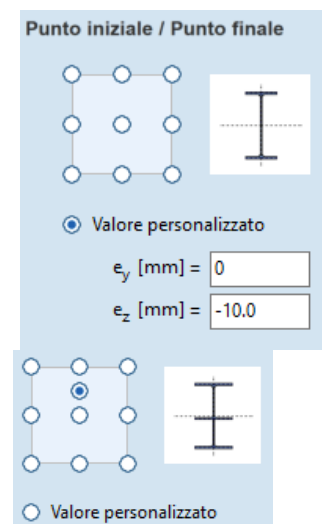 Punto iniziale / Punto finale
Valore personalizzato
e_y [mm] = 0
e_z [mm] = -10.0
Valore personalizzato